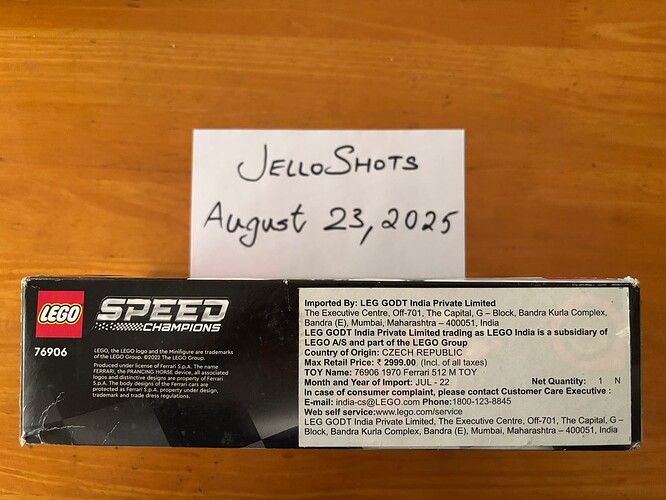 JELLOSHOTS
August 23, 2025
LEGO
SPEED
CHAMPIONS
76906
LEGO, the LEGO logo and the Minifigure are trademarks
of the LEGO Group. ©2022 The LEGO Group.
Produced under license of Ferrari S.p.A. The name
FERRARI, the PRANCING HORSE device, all associated
logos and distinctive designs are property of Ferrari
S.p.A. The body designs of the Ferrari cars are
protected as Ferrari S.p.A. property under design,
trademark and trade dress regulations.
Imported By: LEG GODT India Private Limited
The Executive Centre, Off-701, The Capital, G – Block, Bandra Kurla Complex,
Bandra (E), Mumbai, Maharashtra – 400051, India
LEG GODT India Private Limited trading as LEGO India is a subsidiary of
LEGO A/S and part of the LEGO Group
Country of Origin: CZECH REPUBLIC
Max Retail Price: ₹ 2999.00 (Incl. of all taxes)
TOY Name: 76906 1970 Ferrari 512 M TOY
Month and Year of Import: JUL - 22 Net Quantity: 1 N
In case of consumer complaint, please contact Customer Care Executive :
E-mail: india-cs@LEGO.com Phone:1800-123-8845
Web self service:www.lego.com/service
LEG GODT India Private Limited, The Executive Centre, Off-701, The Capital, G –
Block, Bandra Kurla Complex, Bandra (E), Mumbai, Maharashtra – 400051, India